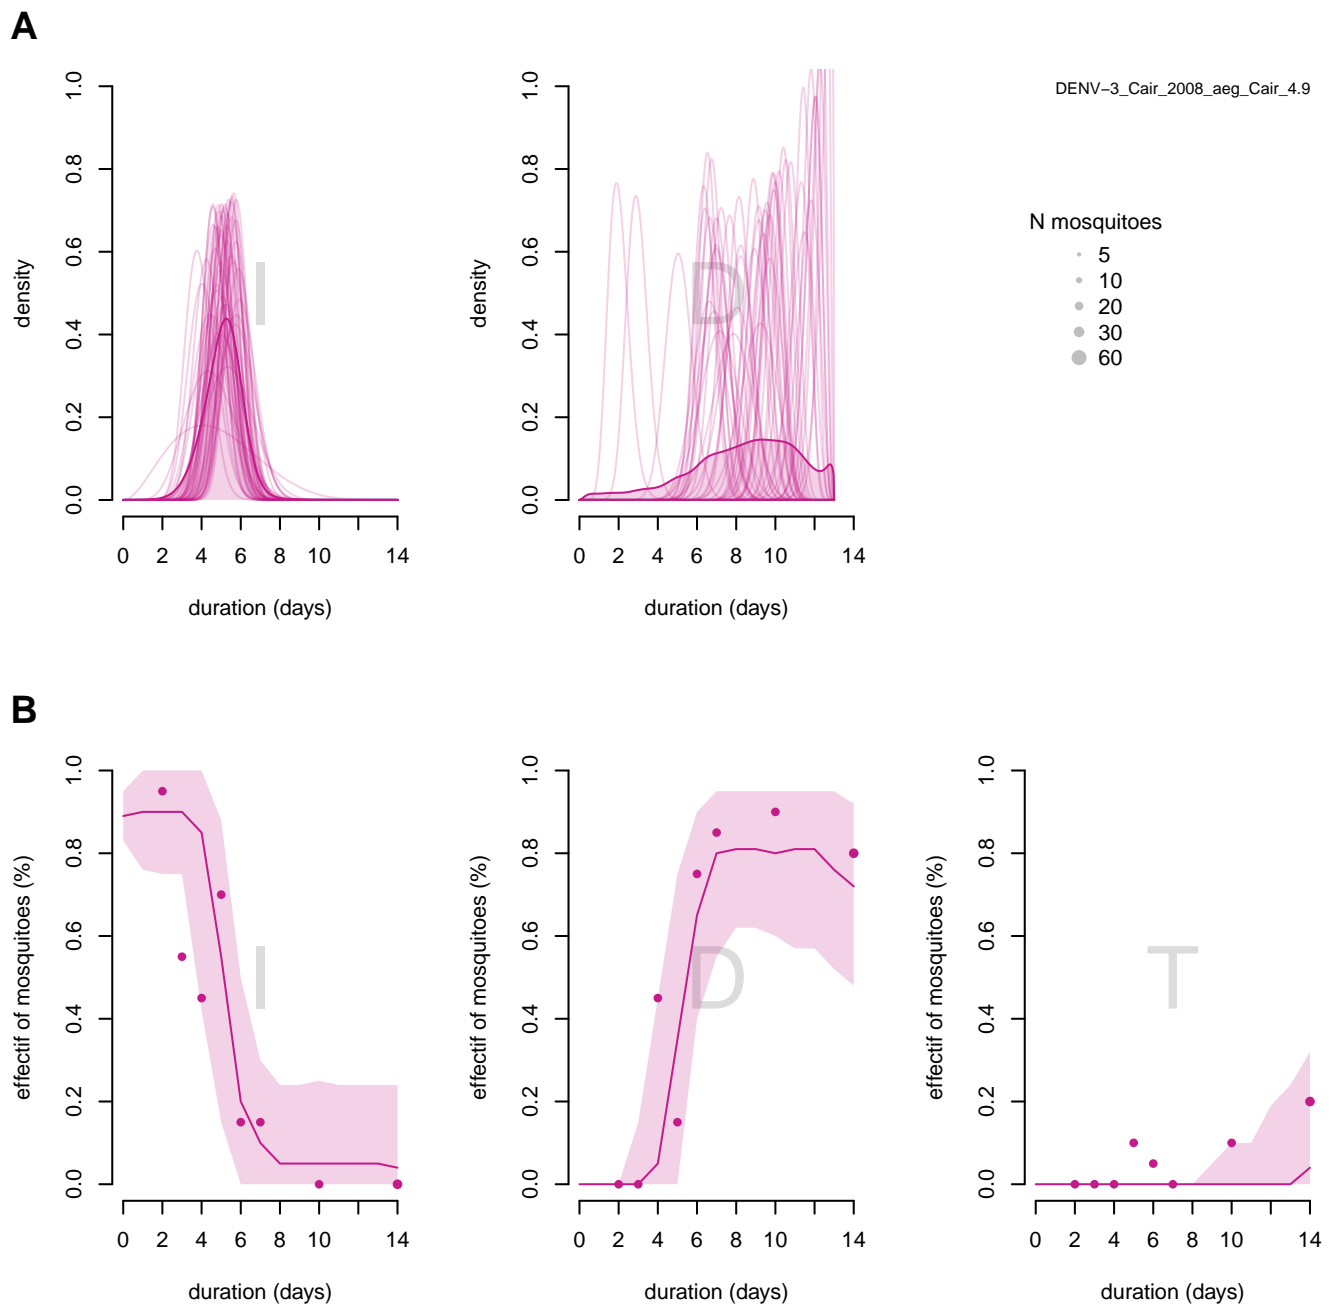 A
DENV−3_Cair_2008_aeg_Cair_4.9
density
0.0 0.2 0.4 0.6 0.8 1.0
I
0 2 4 6 8 10 14
duration (days)
density
0.0 0.2 0.4 0.6 0.8 1.0
D
0 2 4 6 8 10 14
duration (days)
N mosquitoes
5
10
20
30
60
B
effectif of mosquitoes (%)
0.0 0.2 0.4 0.6 0.8 1.0
I
0 2 4 6 8 10 14
duration (days)
effectif of mosquitoes (%)
0.0 0.2 0.4 0.6 0.8 1.0
D
0 2 4 6 8 10 14
duration (days)
effectif of mosquitoes (%)
0.0 0.2 0.4 0.6 0.8 1.0
T
0 2 4 6 8 10 14
duration (days)